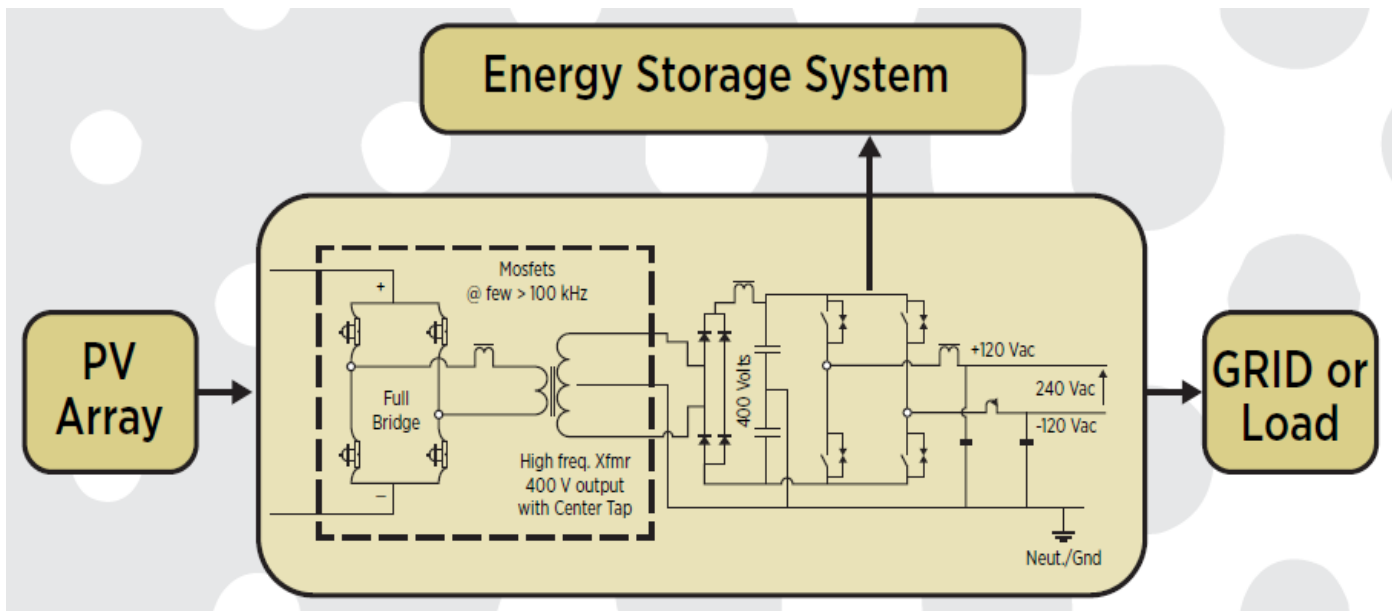 Energy Storage System
PV
Array
Mosfets
@ few > 100 kHz
+
Full
Bridge
–
High freq. Xfmr
400 V output
with Center Tap
400 Volts
+120 Vac
240 Vac
-120 Vac
Neut./Gnd
GRID or
Load